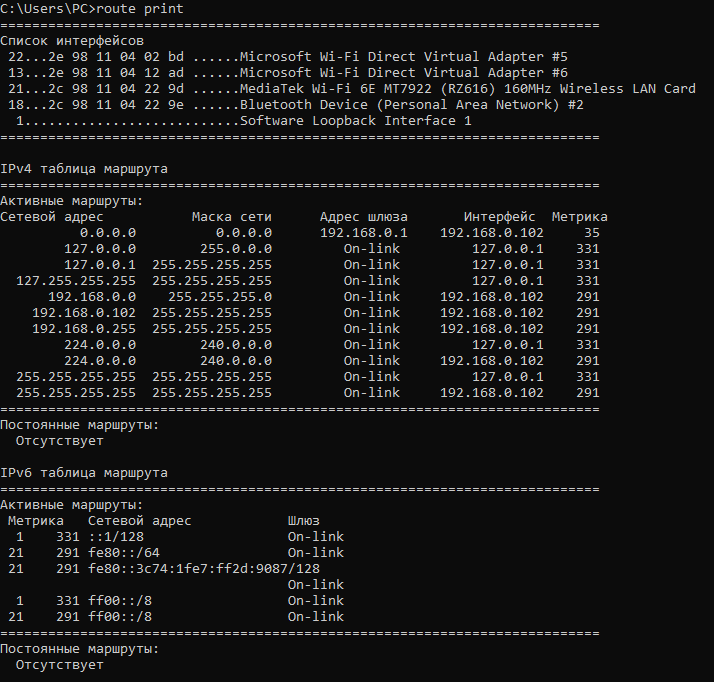 C:\Users\PC>route print
===========================================================================
Список интерфейсов
 22...2e 98 11 04 02 bd ......Microsoft Wi-Fi Direct Virtual Adapter #5
 13...2e 98 11 04 12 ad ......Microsoft Wi-Fi Direct Virtual Adapter #6
 21...2c 98 11 04 22 9d ......MediaTek Wi-Fi 6E MT7922 (RZ616) 160MHz Wireless LAN Card
 18...2c 98 11 04 22 9e ......Bluetooth Device (Personal Area Network) #2
  1...........................Software Loopback Interface 1
===========================================================================

IPv4 таблица маршрута
===========================================================================
Активные маршруты:
Сетевой адрес           Маска сети      Адрес шлюза       Интерфейс  Метрика
          0.0.0.0          0.0.0.0      192.168.0.1    192.168.0.102     35
        127.0.0.0        255.0.0.0         On-link         127.0.0.1    331
        127.0.0.1  255.255.255.255         On-link         127.0.0.1    331
  127.255.255.255  255.255.255.255         On-link         127.0.0.1    331
      192.168.0.0    255.255.255.0         On-link     192.168.0.102    291
    192.168.0.102  255.255.255.255         On-link     192.168.0.102    291
    192.168.0.255  255.255.255.255         On-link     192.168.0.102    291
        224.0.0.0        240.0.0.0         On-link         127.0.0.1    331
        224.0.0.0        240.0.0.0         On-link     192.168.0.102    291
  255.255.255.255  255.255.255.255         On-link         127.0.0.1    331
  255.255.255.255  255.255.255.255         On-link     192.168.0.102    291
===========================================================================
Постоянные маршруты:
  Отсутствует

IPv6 таблица маршрута
===========================================================================
Активные маршруты:
 Метрика   Сетевой адрес            Шлюз
  1    331 ::1/128                  On-link
 21    291 fe80::/64                On-link
 21    291 fe80::3c74:1fe7:ff2d:9087/128
                                    On-link
  1    331 ff00::/8                 On-link
 21    291 ff00::/8                 On-link
===========================================================================
Постоянные маршруты:
  Отсутствует